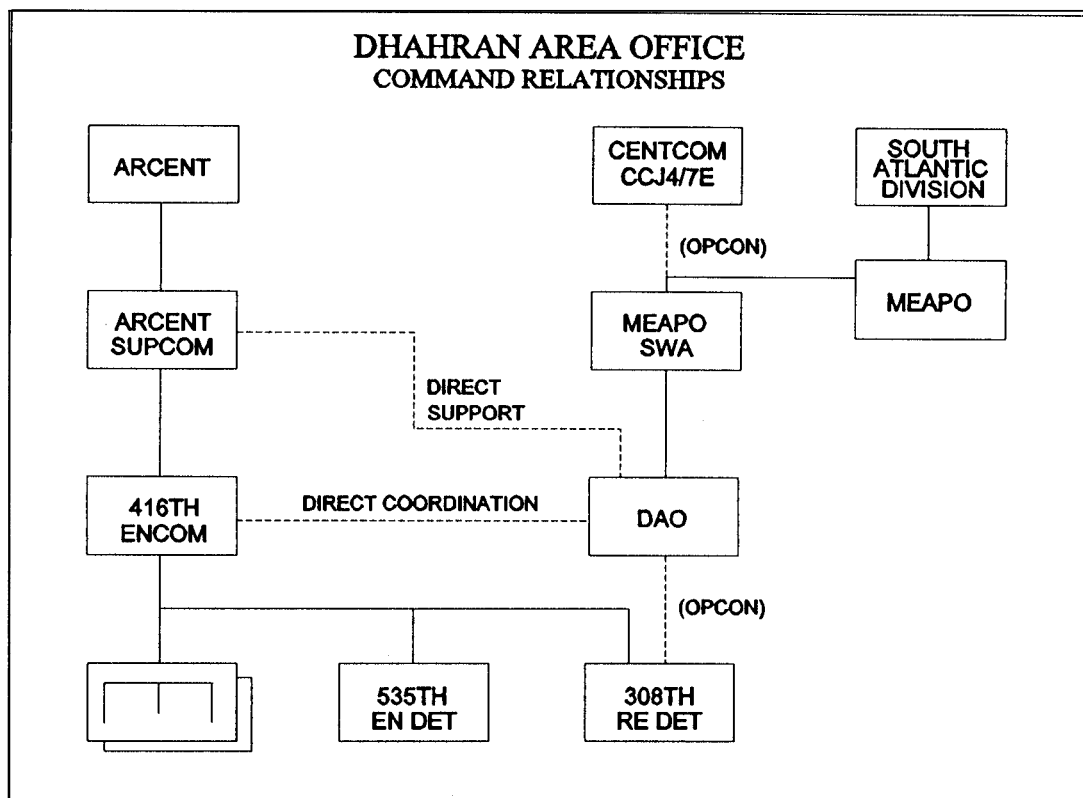 DHAHRAN AREA OFFICE
COMMAND RELATIONSHIPS
ARCENT
CENTCOM
CCJ4/7E
SOUTH
ATLANTIC
DIVISION
(OPCON)
ARCENT
SUPCOM
MEAPO
SWA
MEAPO
DIRECT
SUPPORT
416TH
ENCOM
DIRECT COORDINATION
DAO
(OPCON)
535TH
EN DET
308TH
RE DET